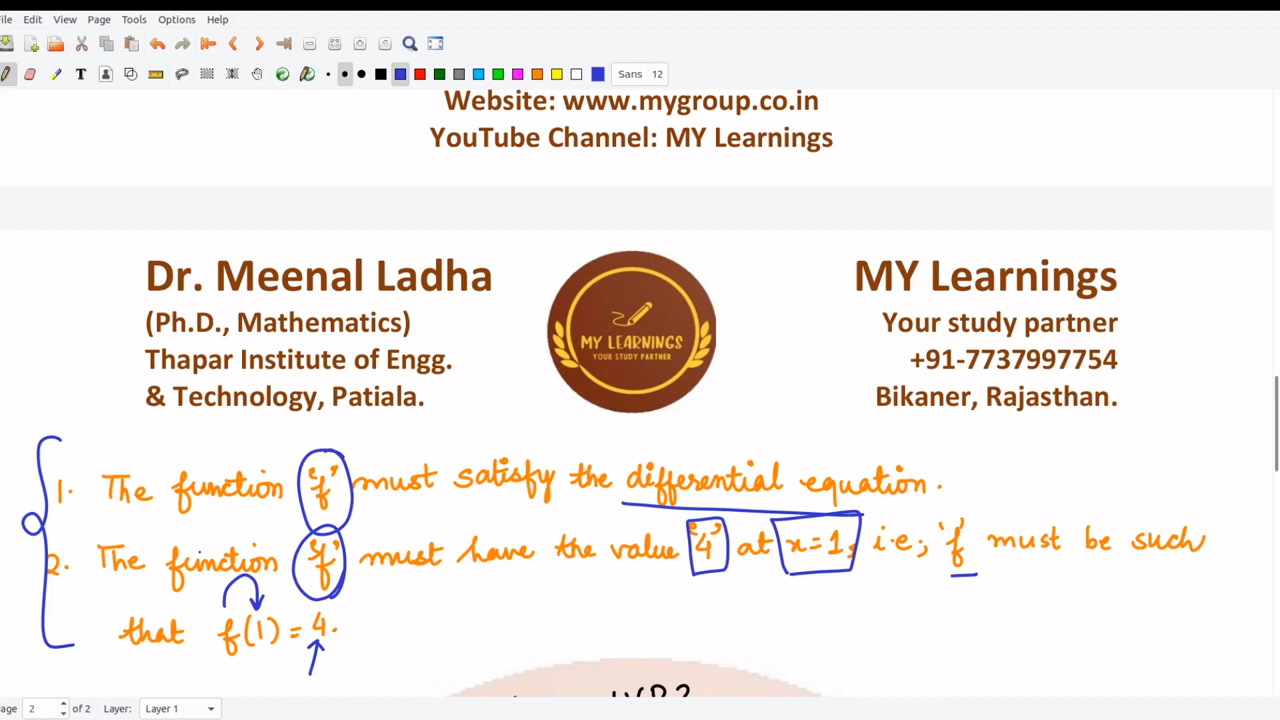 File Edit View Page Tools Options Help
Sans 12
Website: www.mygroup.co.in
YouTube Channel: MY Learnings
Dr. Meenal Ladha
(Ph.D., Mathematics)
Thapar Institute of Engg.
& Technology, Patiala.
MY LEARNINGS
YOUR STUDY PARTNER
MY Learnings
Your study partner
+91-7737997754
Bikaner, Rajasthan.
1. The function 'f' must satisfy the differential equation.
2. The function 'f' must have the value '4' at x=1, i.e; 'f' must be such
that f(1) = 4.
Page 2 of 2 Layer: Layer 1